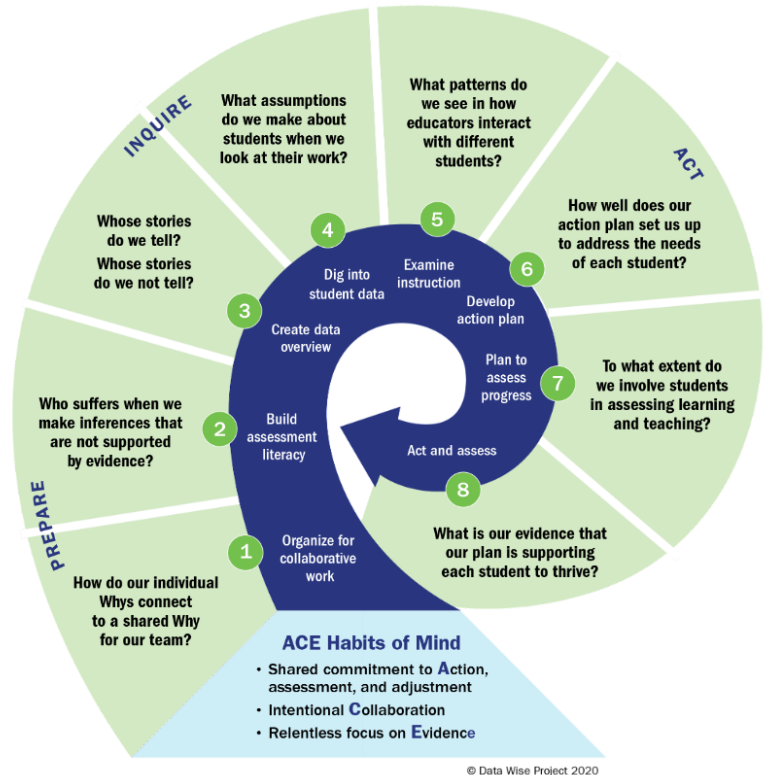 PREPARE
INQUIRE
ACT
1
Organize for
collaborative
work
How do our individual
Whys connect
to a shared Why
for our team?
2
Build
assessment
literacy
Who suffers when we
make inferences that
are not supported
by evidence?
3
Create data
overview
Whose stories
do we tell?
Whose stories
do we not tell?
4
Dig into
student data
What assumptions
do we make about
students when we
look at their work?
5
Examine
instruction
What patterns do
we see in how
educators interact
with different
students?
6
Develop
action plan
How well does our
action plan set us up
to address the needs
of each student?
7
Plan to
assess
progress
To what extent do
we involve students
in assessing learning
and teaching?
8
Act and assess
What is our evidence that
our plan is supporting
each student to thrive?
ACE Habits of Mind
• Shared commitment to Action,
assessment, and adjustment
• Intentional Collaboration
• Relentless focus on Evidence
© Data Wise Project 2020